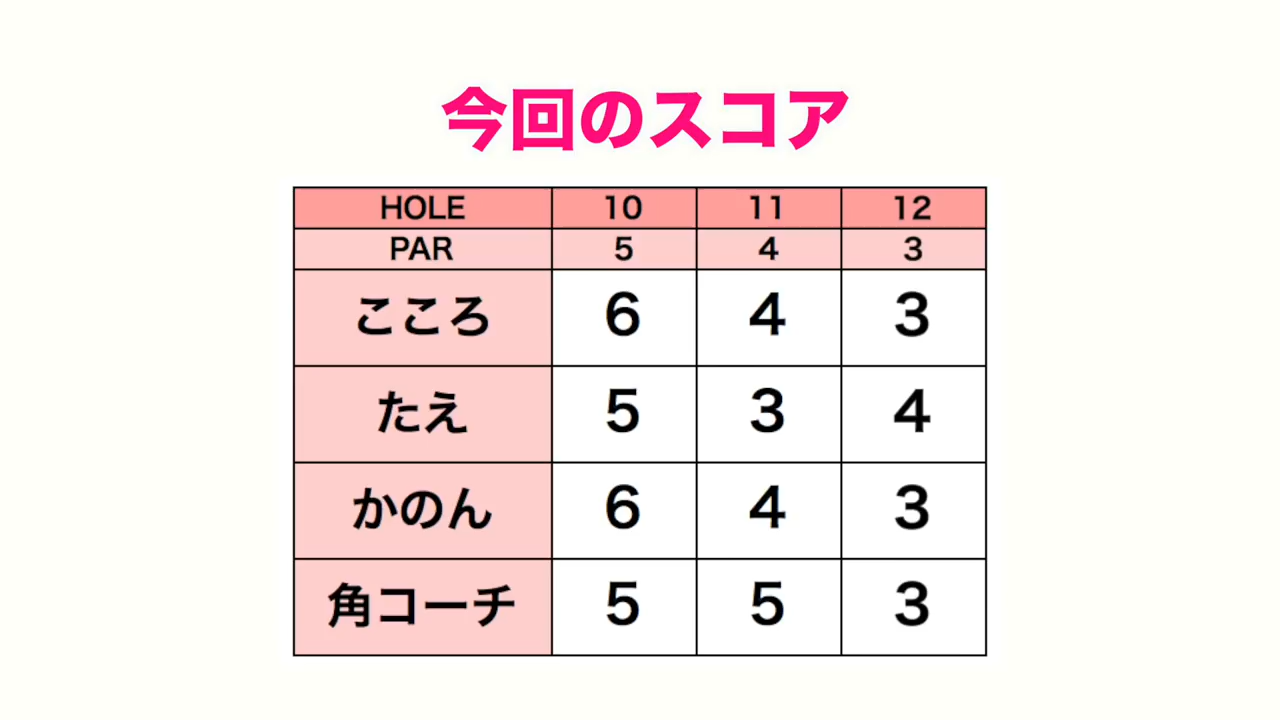 今回のスコア
HOLE 10 11 12
PAR 5 4 3
こころ 6 4 3
たえ 5 3 4
かのん 6 4 3
角コーチ 5 5 3